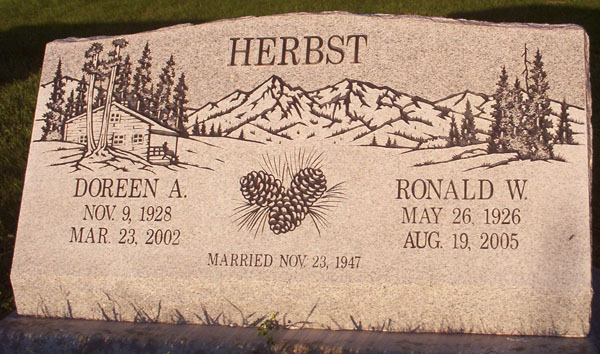 HERBST
DOREEN A.
NOV. 9, 1928
MAR. 23, 2002
RONALD W.
MAY 26, 1926
AUG. 19, 2005
MARRIED NOV. 23, 1947